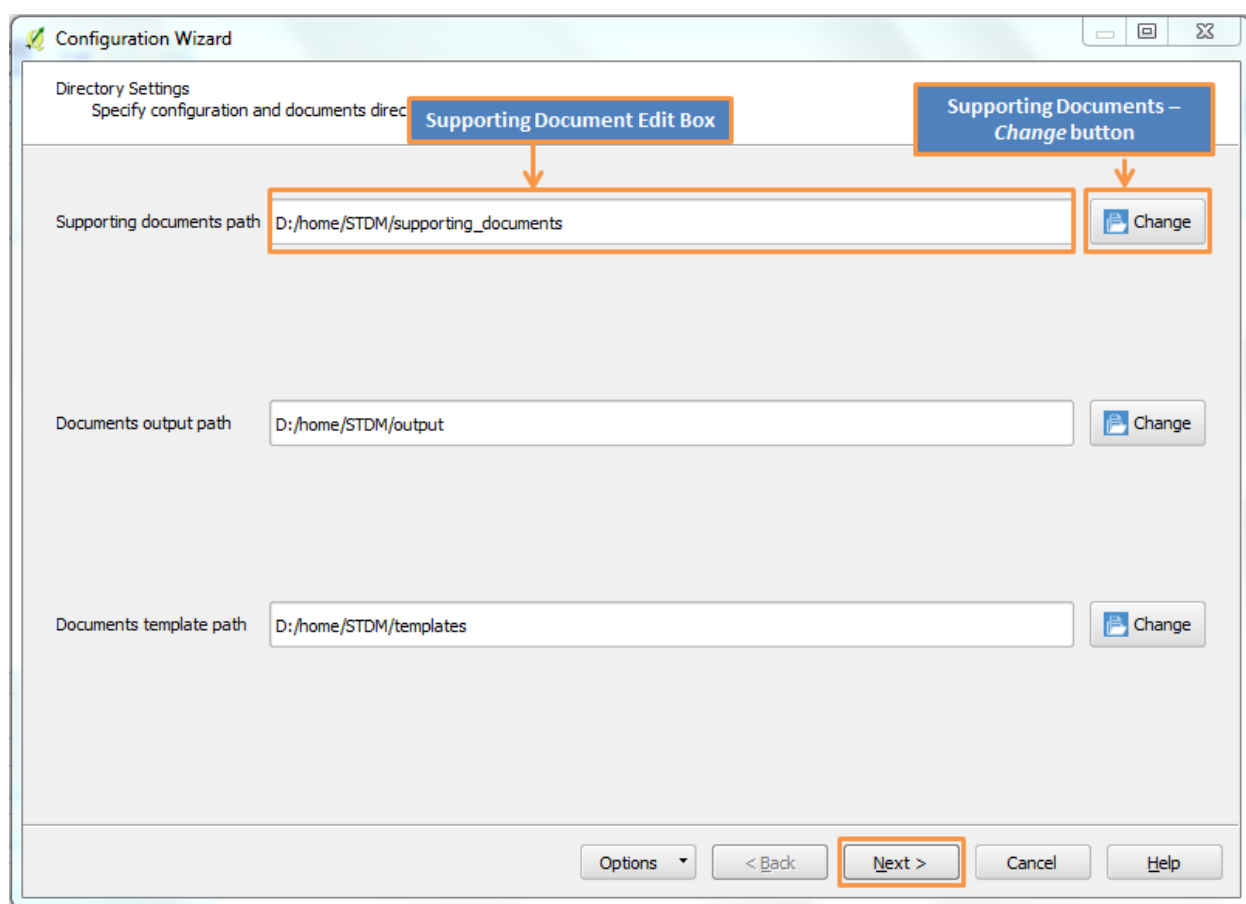 Configuration Wizard
Directory Settings
Specify configuration and documents direc
Supporting Document Edit Box
Supporting Documents –
Change button
Supporting documents path D:/home/STDM/supporting_documents Change
Documents output path D:/home/STDM/output Change
Documents template path D:/home/STDM/templates Change
Options < Back Next > Cancel Help